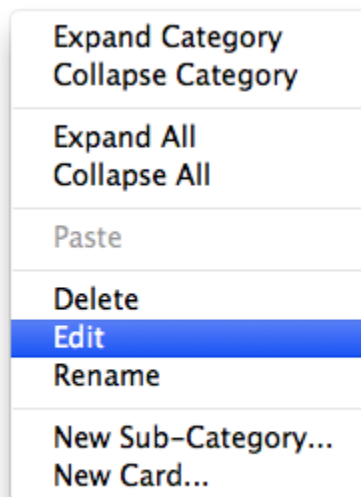 Expand Category
Collapse Category
Expand All
Collapse All
Paste
Delete
Edit
Rename
New Sub-Category...
New Card...